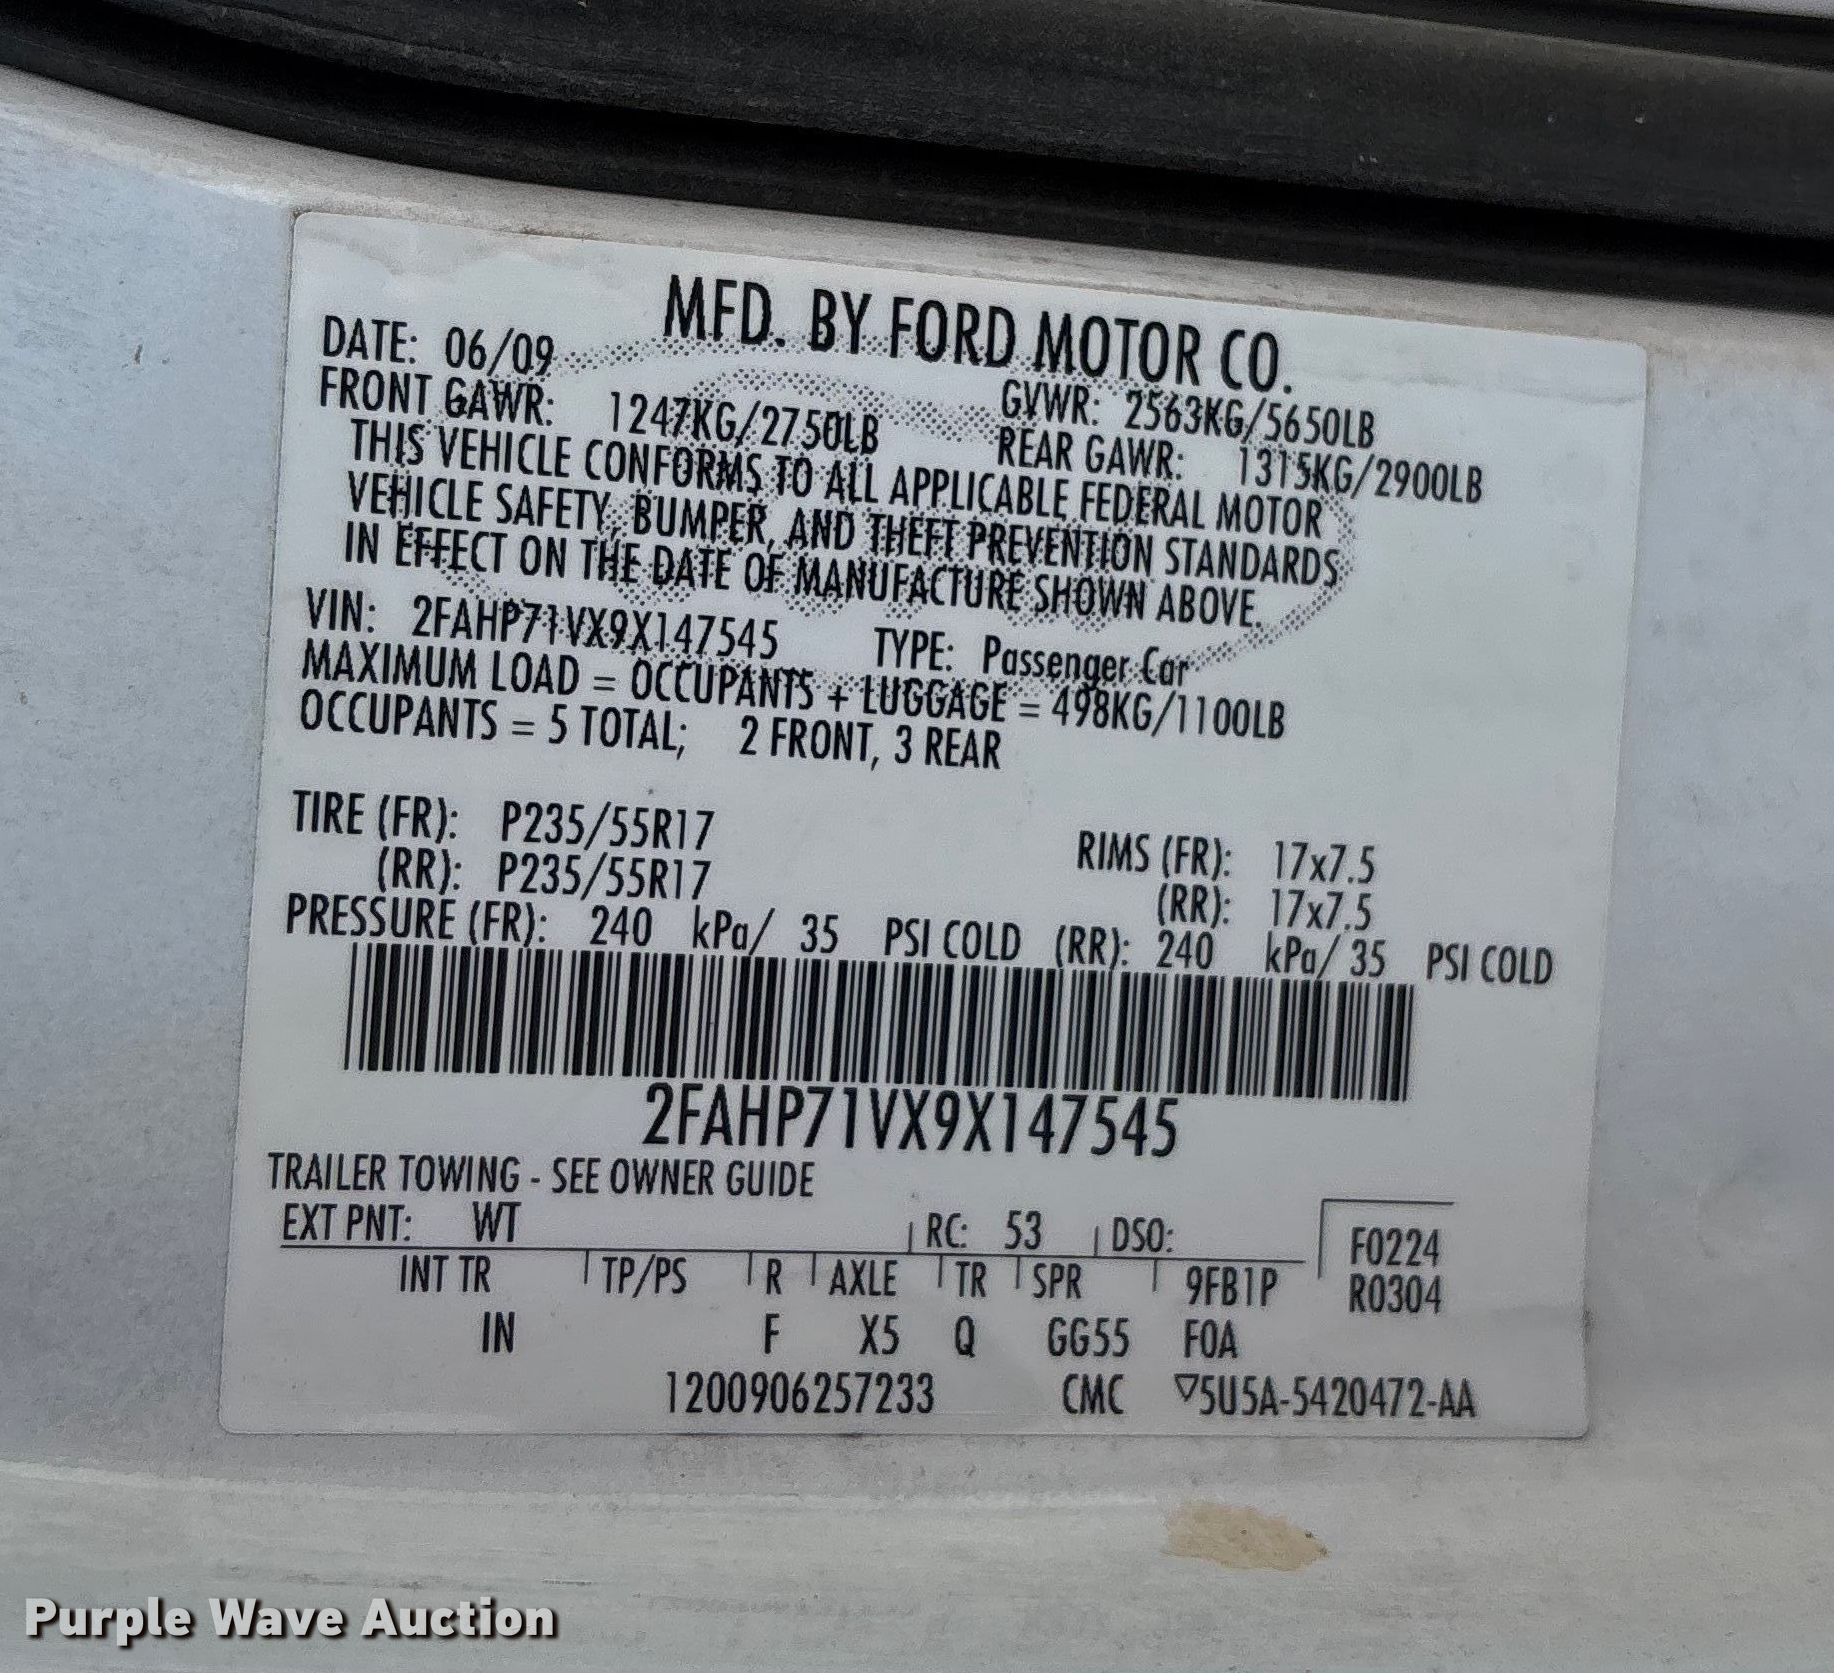 MFD. BY FORD MOTOR CO.
DATE: 06/09 GVWR: 2563KG/5650LB
FRONT GAWR: 1247KG/2750LB REAR GAWR: 1315KG/2900LB
THIS VEHICLE CONFORMS TO ALL APPLICABLE FEDERAL MOTOR
VEHICLE SAFETY, BUMPER, AND THEFT PREVENTION STANDARDS
IN EFFECT ON THE DATE OF MANUFACTURE SHOWN ABOVE.
VIN: 2FAHP71VX9X147545 TYPE: Passenger Car
MAXIMUM LOAD = OCCUPANTS + LUGGAGE = 498KG/1100LB
OCCUPANTS = 5 TOTAL; 2 FRONT, 3 REAR
TIRE (FR): P235/55R17 RIMS (FR): 17x7.5
(RR): P235/55R17 (RR): 17x7.5
PRESSURE (FR): 240 kPa/ 35 PSI COLD (RR): 240 kPa/ 35 PSI COLD
2FAHP71VX9X147545
TRAILER TOWING - SEE OWNER GUIDE
EXT PNT: WT RC: 53 DSO: F0224
INT TR TP/PS R AXLE TR SPR 9FB1P R0304
IN F X5 Q GG55 F0A
1200906257233 CMC ▽5U5A-5420472-AA
Purple Wave Auction